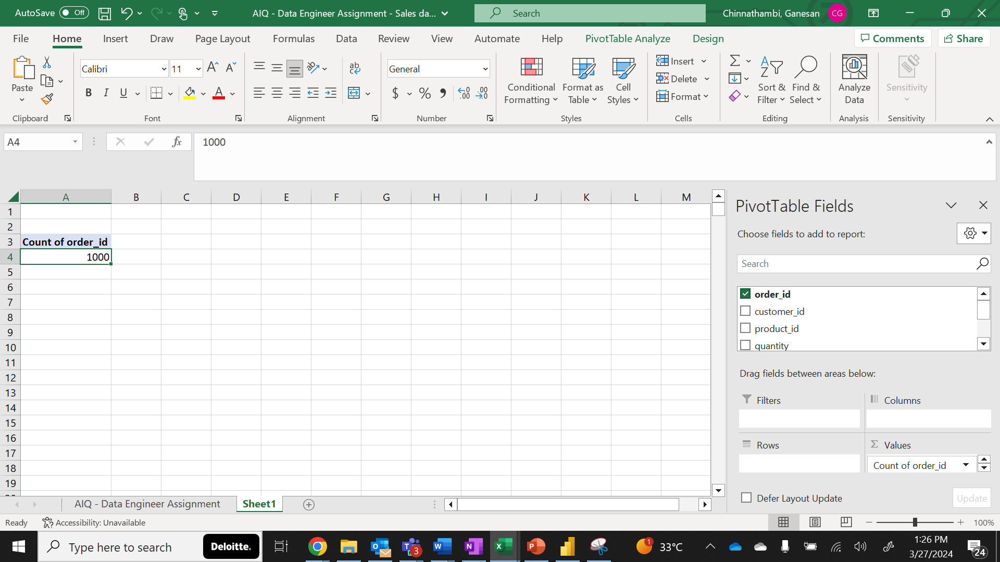 AutoSave Off AIQ - Data Engineer Assignment - Sales da... Search Chinnathambi, Ganesan CG
File Home Insert Draw Page Layout Formulas Data Review View Automate Help PivotTable Analyze Design Comments Share
Paste
Clipboard
Calibri 11
B I U
Font
Alignment
General
$ % 9
Number
Conditional Formatting
Format as Table
Cell Styles
Styles
Insert
Delete
Format
Cells
Sort & Filter
Find & Select
Editing
Analyze Data
Analysis
Sensitivity
Sensitivity
A4 fx 1000
A B C D E F G H I J K L M
1
2
3 Count of order_id
4 1000
5
6
7
8
9
10
11
12
13
14
15
16
17
18
19
PivotTable Fields
Choose fields to add to report:
Search
order_id
customer_id
product_id
quantity
Drag fields between areas below:
Filters Columns
Rows Values
Count of order_id
Defer Layout Update Update
AIQ - Data Engineer Assignment Sheet1
Ready Accessibility: Unavailable 100%
Type here to search Deloitte. 3 1 33°C 1:26 PM
3/27/2024 24